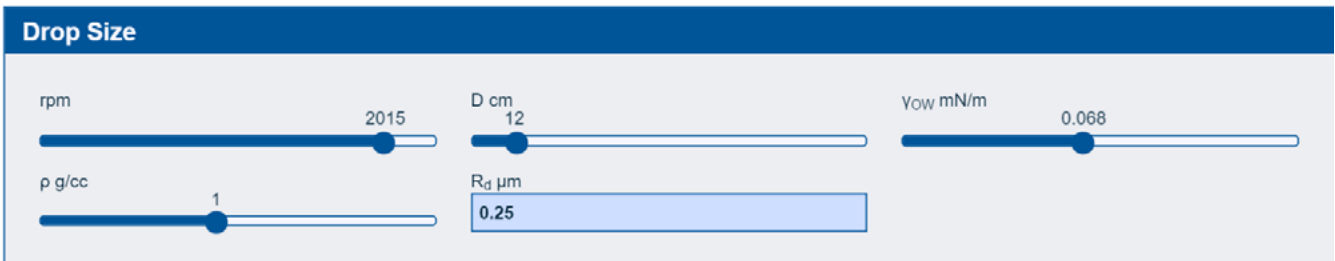 Drop Size
rpm
2015
D cm
12
γOW mN/m
0.068
ρ g/cc
1
Rd μm
0.25